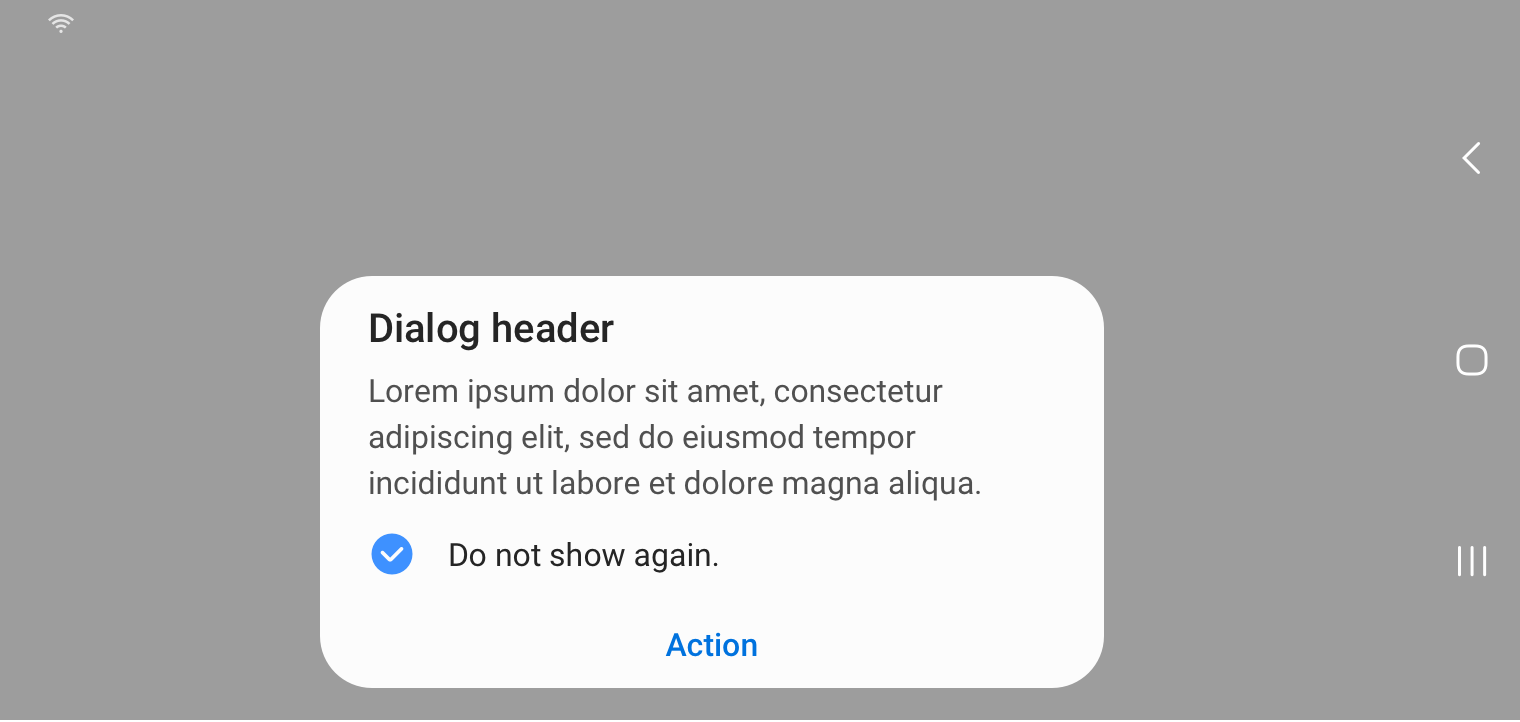 Dialog header
Lorem ipsum dolor sit amet, consectetur
adipiscing elit, sed do eiusmod tempor
incididunt ut labore et dolore magna aliqua.
Do not show again.
Action